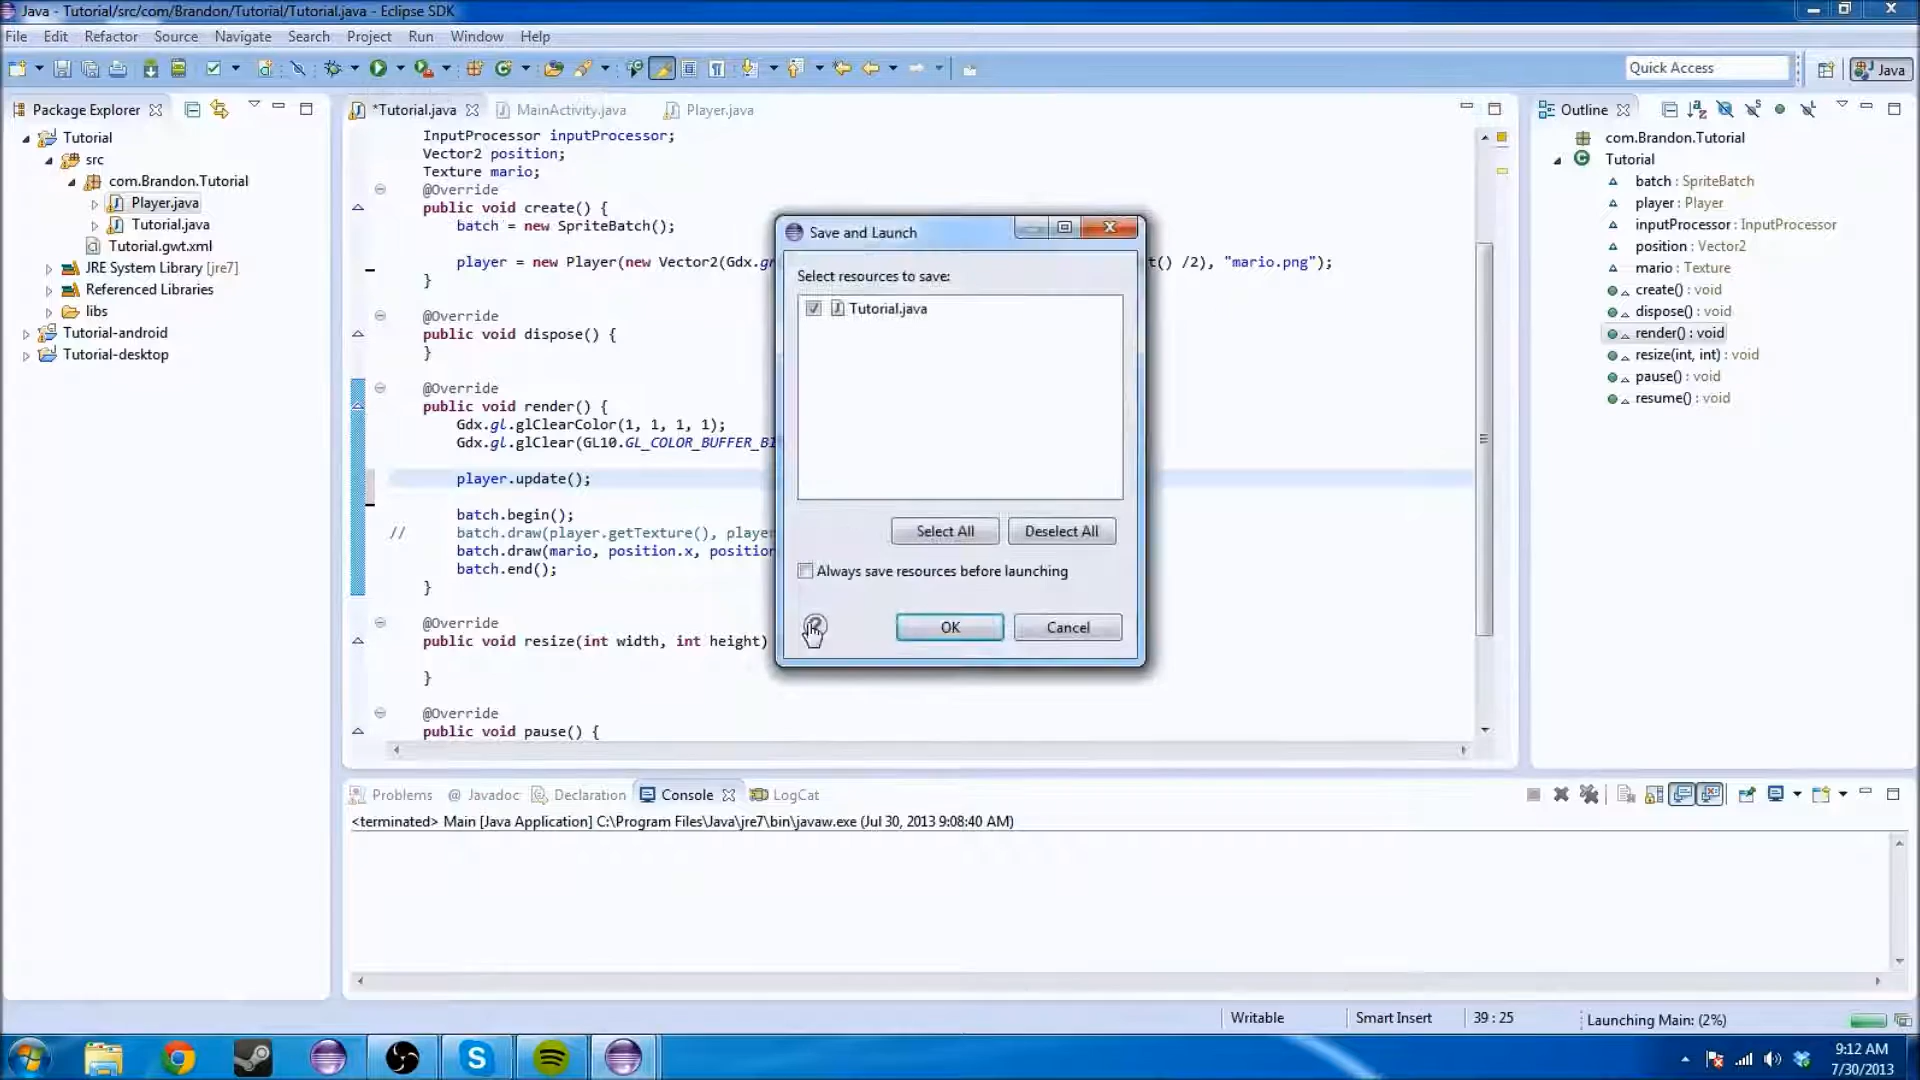 Java - Tutorial/src/com/Brandon/Tutorial/Tutorial.java - Eclipse SDK
File Edit Refactor Source Navigate Search Project Run Window Help
Quick Access
Java
Package Explorer
Tutorial
src
com.Brandon.Tutorial
Player.java
Tutorial.java
Tutorial.gwt.xml
JRE System Library [jre7]
Referenced Libraries
libs
Tutorial-android
Tutorial-desktop
*Tutorial.java MainActivity.java Player.java
InputProcessor inputProcessor;
Vector2 position;
Texture mario;
@Override
public void create() {
batch = new SpriteBatch();
player = new Player(new Vector2(Gdx.gr t() /2), "mario.png");
}
@Override
public void dispose() {
}
@Override
public void render() {
Gdx.gl.glClearColor(1, 1, 1, 1);
Gdx.gl.glClear(GL10.GL_COLOR_BUFFER_BI
player.update();
batch.begin();
// batch.draw(player.getTexture(), player
batch.draw(mario, position.x, position
batch.end();
}
@Override
public void resize(int width, int height)
}
@Override
public void pause() {
Save and Launch
Select resources to save:
Tutorial.java
Select All Deselect All
Always save resources before launching
OK Cancel
Outline
com.Brandon.Tutorial
Tutorial
batch : SpriteBatch
player : Player
inputProcessor : InputProcessor
position : Vector2
mario : Texture
create() : void
dispose() : void
render() : void
resize(int, int) : void
pause() : void
resume() : void
Problems @ Javadoc Declaration Console LogCat
<terminated> Main [Java Application] C:\Program Files\Java\jre7\bin\javaw.exe (Jul 30, 2013 9:08:40 AM)
Writable Smart Insert 39 : 25 Launching Main: (2%)
9:12 AM
7/30/2013